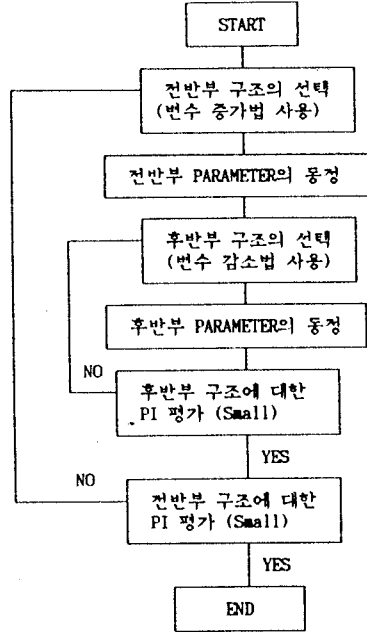 START
전반부 구조의 선택
(변수 증가법 사용)
전반부 PARAMETER의 동정
후반부 구조의 선택
(변수 감소법 사용)
후반부 PARAMETER의 동정
NO
후반부 구조에 대한
PI 평가 (Small)
YES
NO
전반부 구조에 대한
PI 평가 (Small)
YES
END